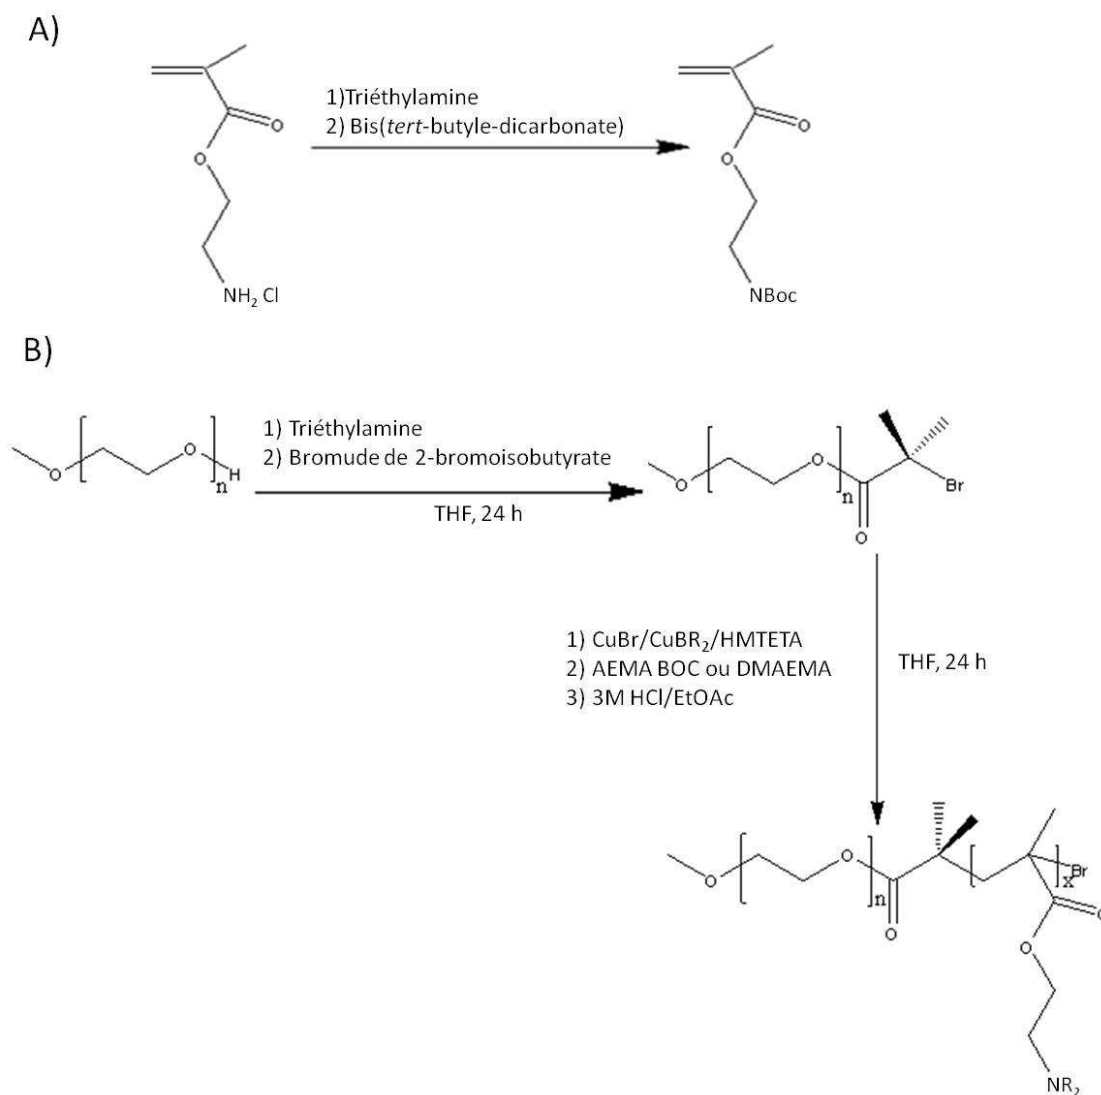 A)
1)Triéthylamine
2) Bis(tert-butyle-dicarbonate)
O
O
NH₂ Cl
O
O
NBoc
B)
O
O
H
n
1) Triéthylamine
2) Bromude de 2-bromoisobutyrate
THF, 24 h
O
O
n
O
Br
1) CuBr/CuBR₂/HMTETA
2) AEMA BOC ou DMAEMA
3) 3M HCl/EtOAc
THF, 24 h
O
O
n
O
Br
x
O
O
NR₂